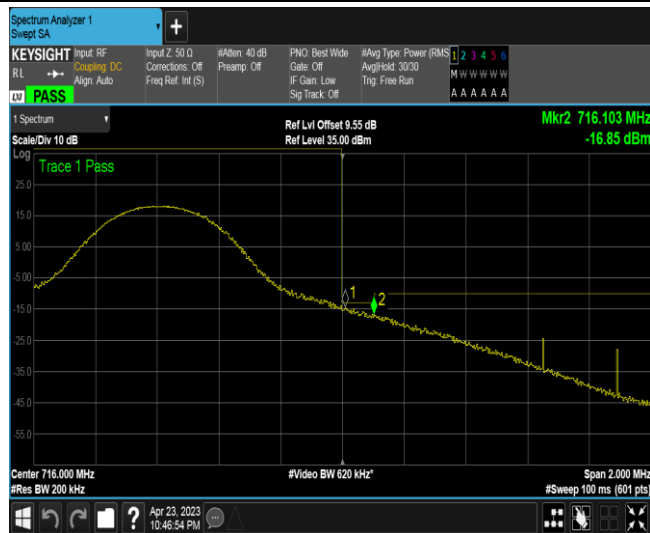 Spectrum Analyzer 1
Swept SA
+
KEYSIGHT Input: RF Input Z: 50 Ω #Atten: 40 dB PNO: Best Wide #Avg Type: Power (RMS 1 2 3 4 5 6
RL Coupling: DC Corrections: Off Preamp: Off Gate: Off Avg|Hold: 30/30 M W W W W W
Align: Auto Freq Ref: Int (S) IF Gain: Low Trig: Free Run
LXI PASS Sig Track: Off A A A A A A
1 Spectrum Ref Lvl Offset 9.55 dB Mkr2 716.103 MHz
Scale/Div 10 dB Ref Level 35.00 dBm -16.85 dBm
Log
Trace 1 Pass
25.0
15.0
5.00
-5.00
1
2
-15.0
-25.0
-35.0
-45.0
-55.0
Center 716.000 MHz #Video BW 620 kHz* Span 2.000 MHz
#Res BW 200 kHz #Sweep 100 ms (601 pts)
? Apr 23, 2023
10:46:54 PM